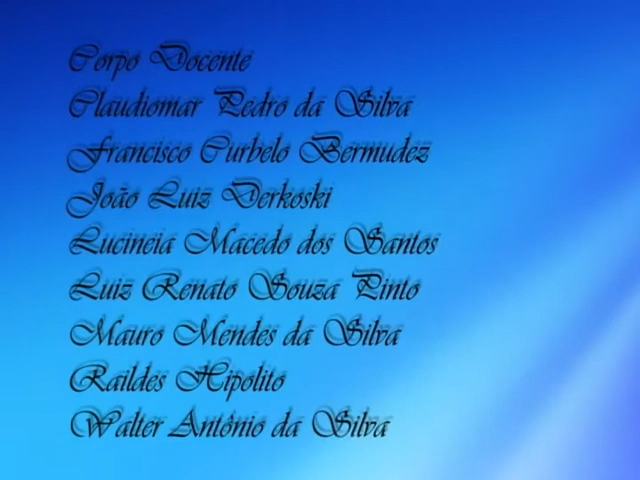 Corpo Docente
Claudiomar Pedro da Silva
Francisco Curbelo Bermudez
João Luiz Derkoski
Lucineia Macedo dos Santos
Luiz Renato Souza Pinto
Mauro Mendes da Silva
Raildes Hipolito
Walter Antônio da Silva